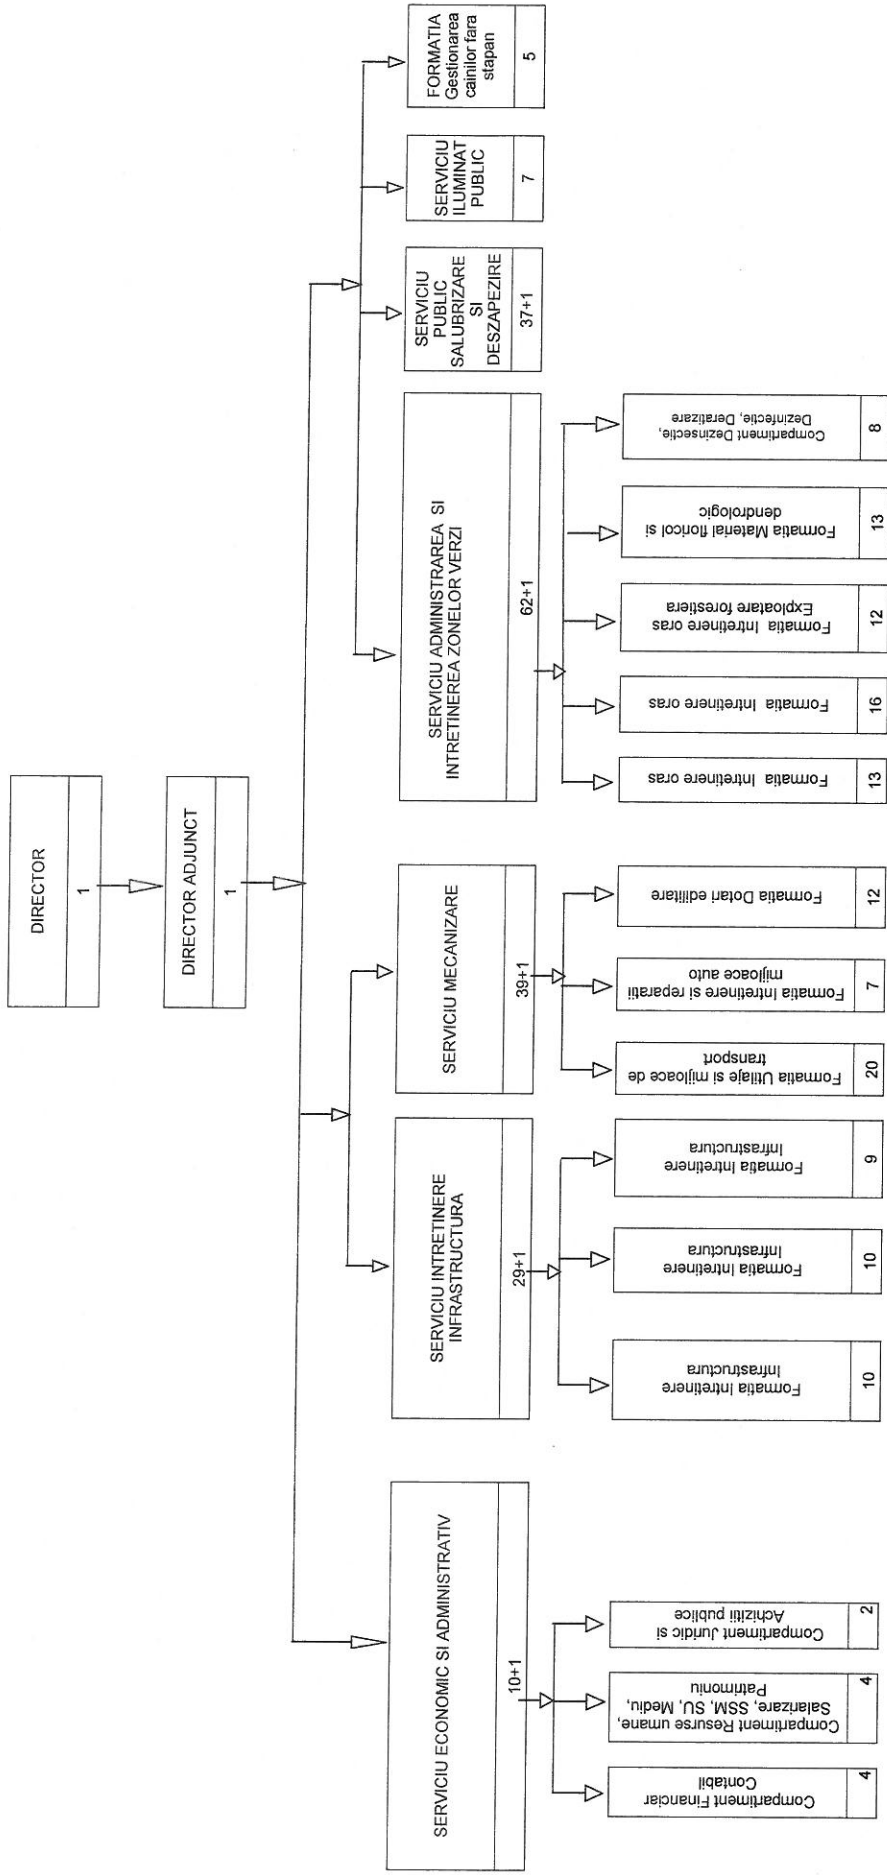 DIRECTOR
1
DIRECTOR ADJUNCT
1
SERVICIU ECONOMIC SI ADMINISTRATIV
10+1
Compartiment Financiar
Contabil
4
Compartiment Resurse umane,
Salarizare, SSM, SU, Mediu,
Patrimoniu
4
Compartiment Juridic si
Achizitii publice
2
SERVICIU INTRETINERE
INFRASTRUCTURA
29+1
Formatia Intretinere
Infrastructura
10
Formatia Intretinere
Infrastructura
10
Formatia Intretinere
Infrastructura
9
SERVICIU MECANIZARE
39+1
Formatia Utilaje si mijloace de
transport
20
Formatia Intretinere si reparatii
mijloace auto
7
Formatia Dotari edilitare
12
SERVICIU ADMINISTRAREA SI
INTRETINEREA ZONELOR VERZI
62+1
Formatia Intretinere oras
13
Formatia Intretinere oras
16
Formatia Intretinere oras
Exploatare forestiera
12
Formatia Material floricol si
dendrologic
13
Compartiment Dezinsectie,
Dezinfectie, Deratizare
8
SERVICIU
PUBLIC
SALUBRIZARE
SI
DESZAPEZIRE
37+1
SERVICIU
ILUMINAT
PUBLIC
7
FORMATIA
Gestionarea
cainilor fara
stapan
5